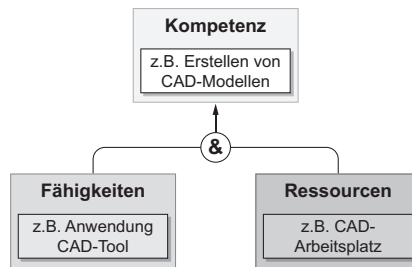 Kompetenz
z.B. Erstellen von
CAD-Modellen
&
Fähigkeiten
z.B. Anwendung
CAD-Tool
Ressourcen
z.B. CAD-
Arbeitsplatz